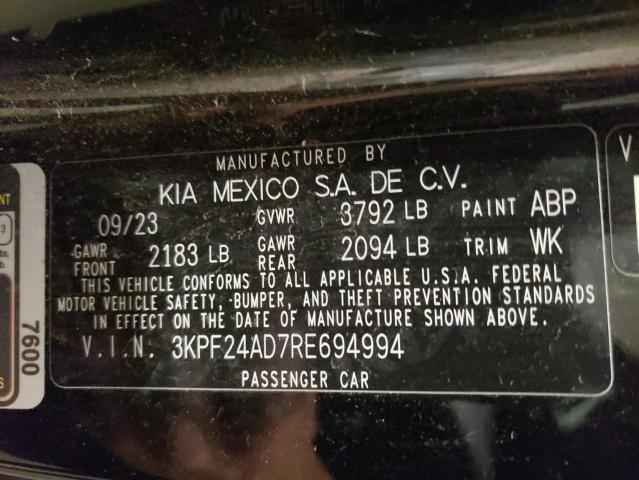 MANUFACTURED BY
KIA MEXICO S.A. DE C.V.
09/23 GVWR 3792 LB PAINT ABP
GAWR FRONT 2183 LB GAWR REAR 2094 LB TRIM WK
THIS VEHICLE CONFORMS TO ALL APPLICABLE U.S.A. FEDERAL
MOTOR VEHICLE SAFETY, BUMPER, AND THEFT PREVENTION STANDARDS
IN EFFECT ON THE DATE OF MANUFACTURE SHOWN ABOVE.
V.I.N. 3KPF24AD7RE694994
PASSENGER CAR
7600
3
V